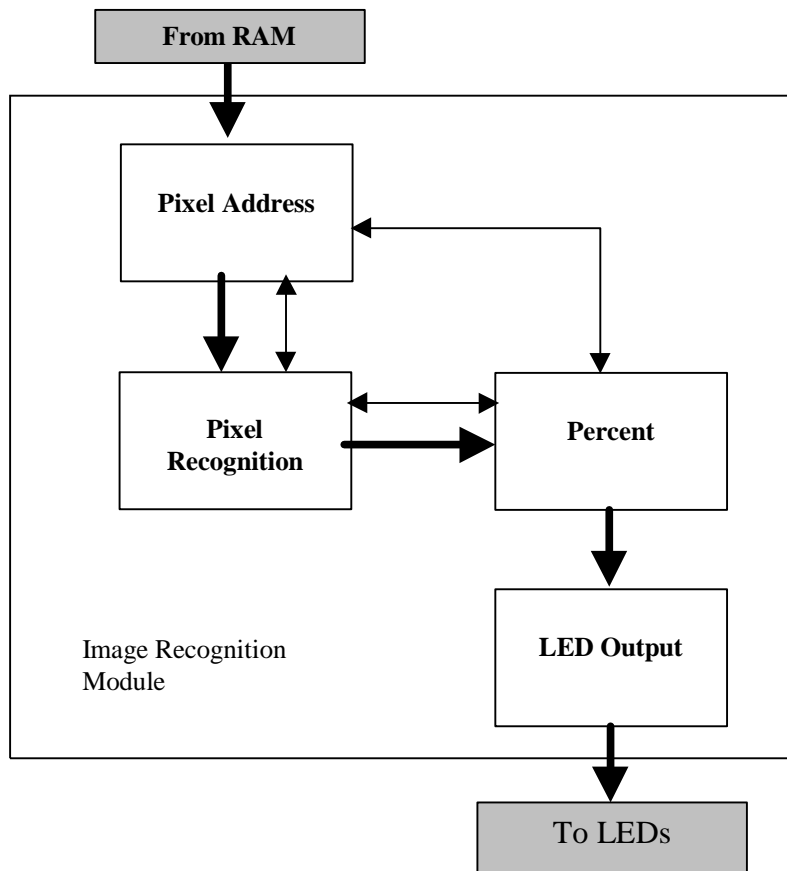 From RAM
Pixel Address
Pixel
Recognition
Percent
Image Recognition
Module
LED Output
To LEDs